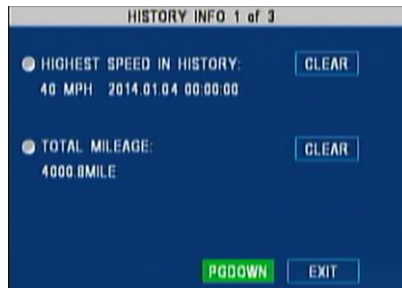 HISTORY INFO 1 of 3
HIGHEST SPEED IN HISTORY: CLEAR
40 MPH 2014.01.04 00:00:00
TOTAL MILEAGE: CLEAR
4000.0MILE
PGDOWN EXIT